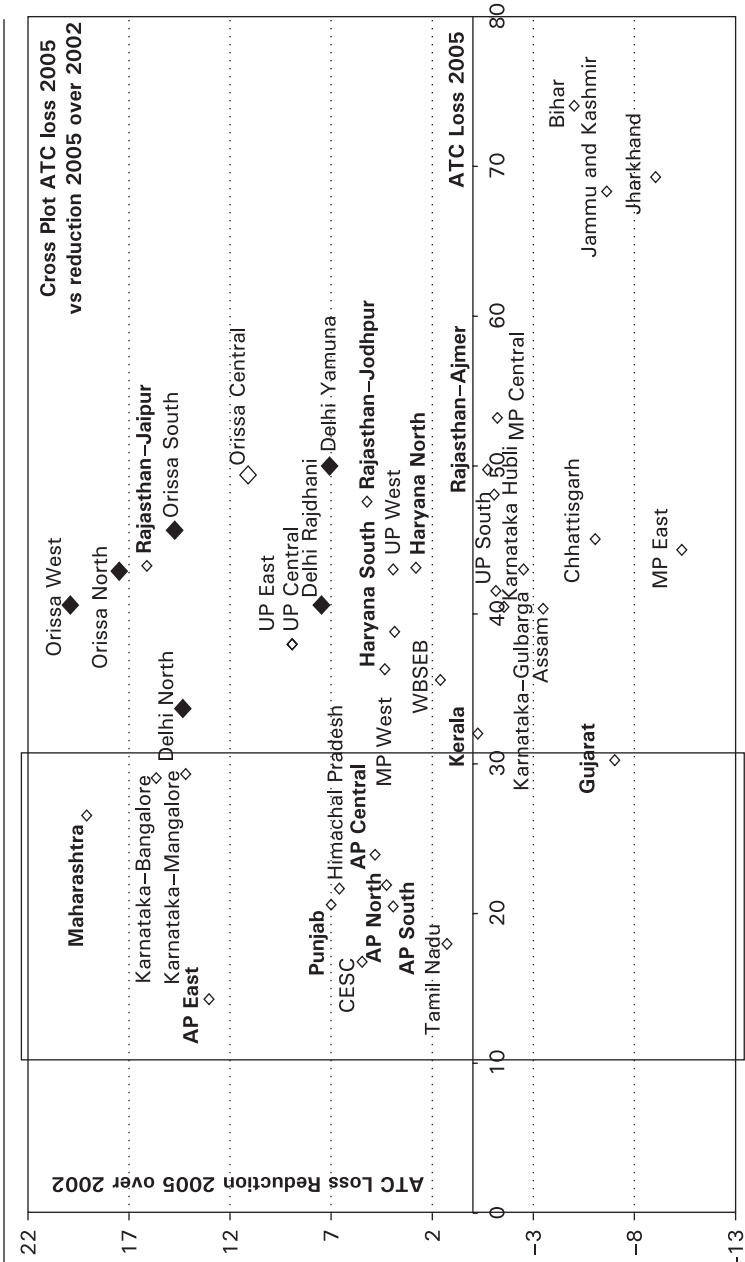 Cross Plot ATC loss 2005
vs reduction 2005 over 2002
ATC Loss Reduction 2005 over 2002
22
17
12
7
2
−3
−8
−13
0
10
20
30
40
50
60
70
80
ATC Loss 2005
Maharashtra
Karnataka−Bangalore
Karnataka−Mangalore
AP East
Delhi North
Orissa West
Orissa North
Rajasthan−Jaipur
Orissa South
Orissa Central
UP East
UP Central
Delhi Rajdhani
Delhi Yamuna
Punjab
Himachal Pradesh
CESC
AP Central
AP North
AP South
Tamil Nadu
MP West
Haryana South
Rajasthan−Jodhpur
UP West
Haryana North
WBSEB
Kerala
Rajasthan−Ajmer
UP South
Karnataka Hubli
MP Central
Karnataka−Gulbarga
Assam
Gujarat
Chhattisgarh
MP East
Bihar
Jammu and Kashmir
Jharkhand